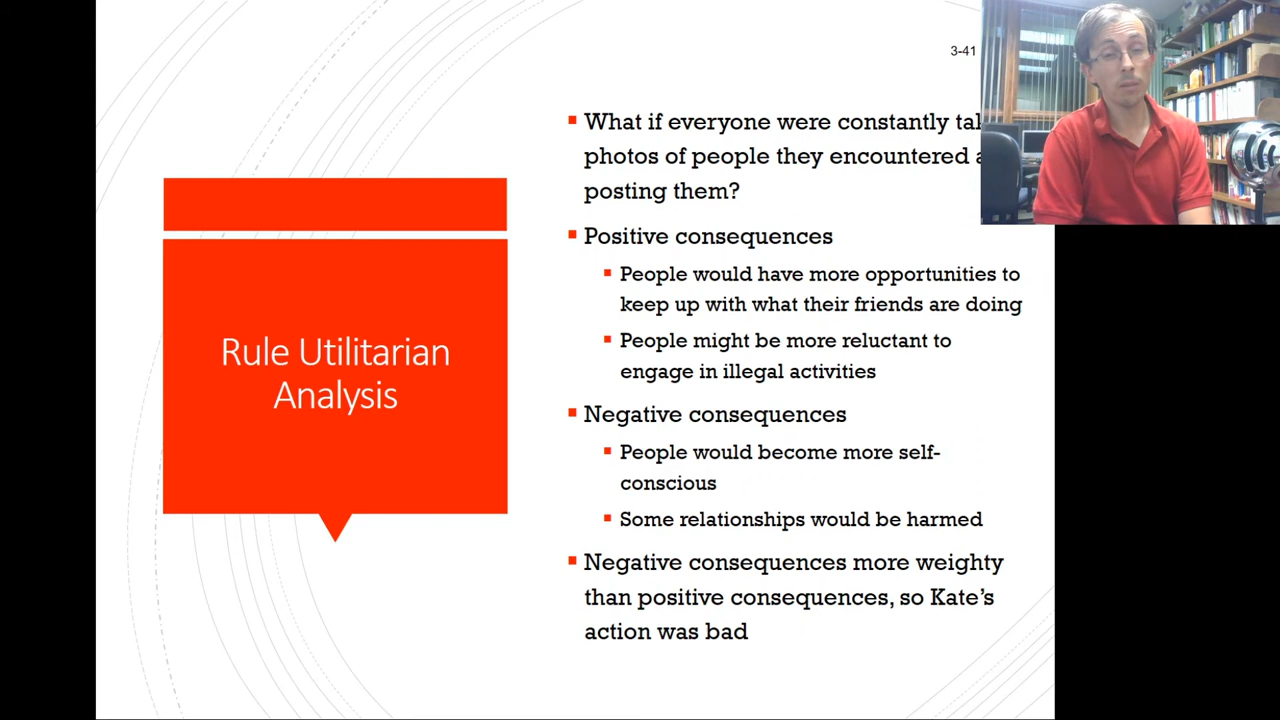 3-41
What if everyone were constantly
photos of people they encountered
posting them?
Positive consequences
People would have more opportunities to
keep up with what their friends are doing
People might be more reluctant to
engage in illegal activities
Negative consequences
People would become more self-
conscious
Some relationships would be harmed
Negative consequences more weighty
than positive consequences, so Kate's
action was bad
Rule Utilitarian
Analysis